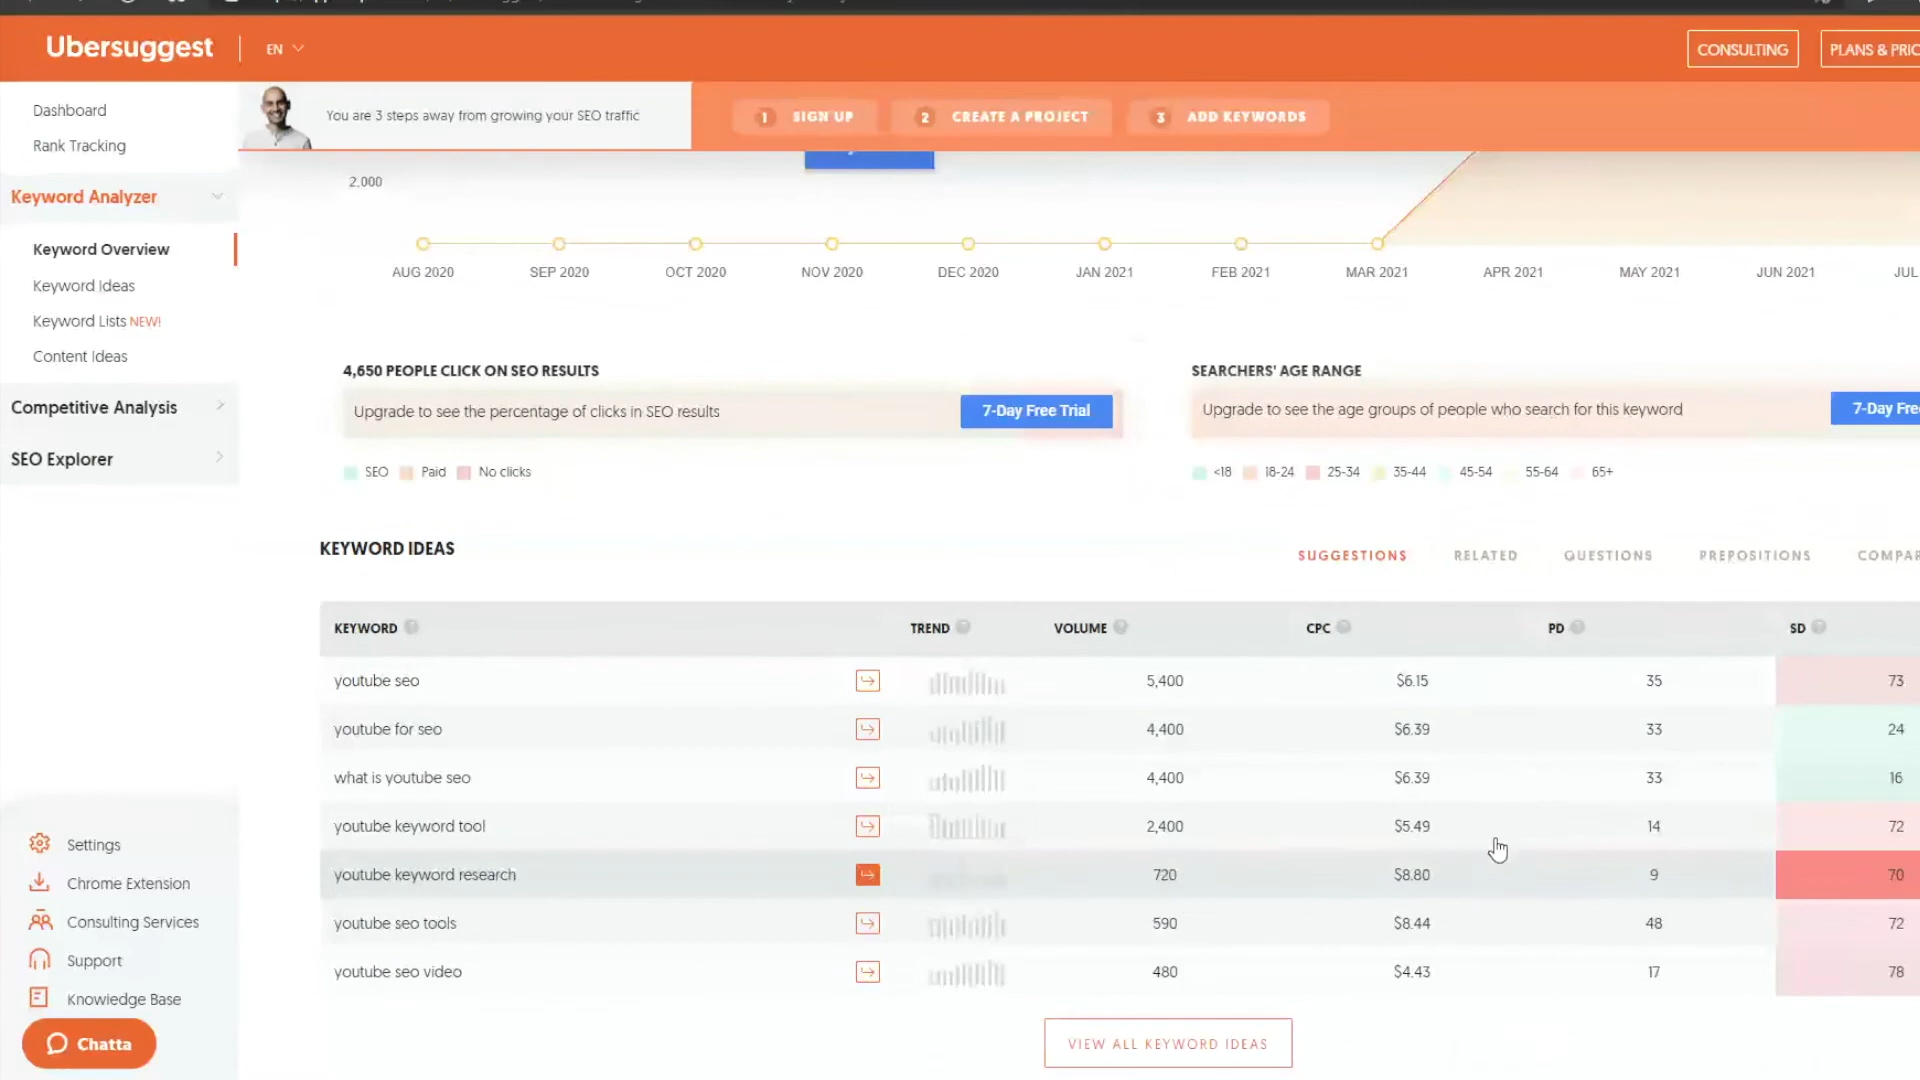 Ubersuggest
EN
CONSULTING
PLANS & PRIC
Dashboard
Rank Tracking
Keyword Analyzer
Keyword Overview
Keyword Ideas
Keyword Lists NEW!
Content Ideas
Competitive Analysis
SEO Explorer
Settings
Chrome Extension
Consulting Services
Support
Knowledge Base
Chatta
You are 3 steps away from growing your SEO traffic
1 SIGN UP
2 CREATE A PROJECT
3 ADD KEYWORDS
2,000
AUG 2020 SEP 2020 OCT 2020 NOV 2020 DEC 2020 JAN 2021 FEB 2021 MAR 2021 APR 2021 MAY 2021 JUN 2021 JUL
4,650 PEOPLE CLICK ON SEO RESULTS
Upgrade to see the percentage of clicks in SEO results
7-Day Free Trial
SEO Paid No clicks
SEARCHERS' AGE RANGE
Upgrade to see the age groups of people who search for this keyword
7-Day Fre
<18 18-24 25-34 35-44 45-54 55-64 65+
KEYWORD IDEAS
SUGGESTIONS RELATED QUESTIONS PREPOSITIONS COMPAR
KEYWORD TREND VOLUME CPC PD SD
youtube seo 5,400 $6.15 35 73
youtube for seo 4,400 $6.39 33 24
what is youtube seo 4,400 $6.39 33 16
youtube keyword tool 2,400 $5.49 14 72
youtube keyword research 720 $8.80 9 70
youtube seo tools 590 $8.44 48 72
youtube seo video 480 $4.43 17 78
VIEW ALL KEYWORD IDEAS